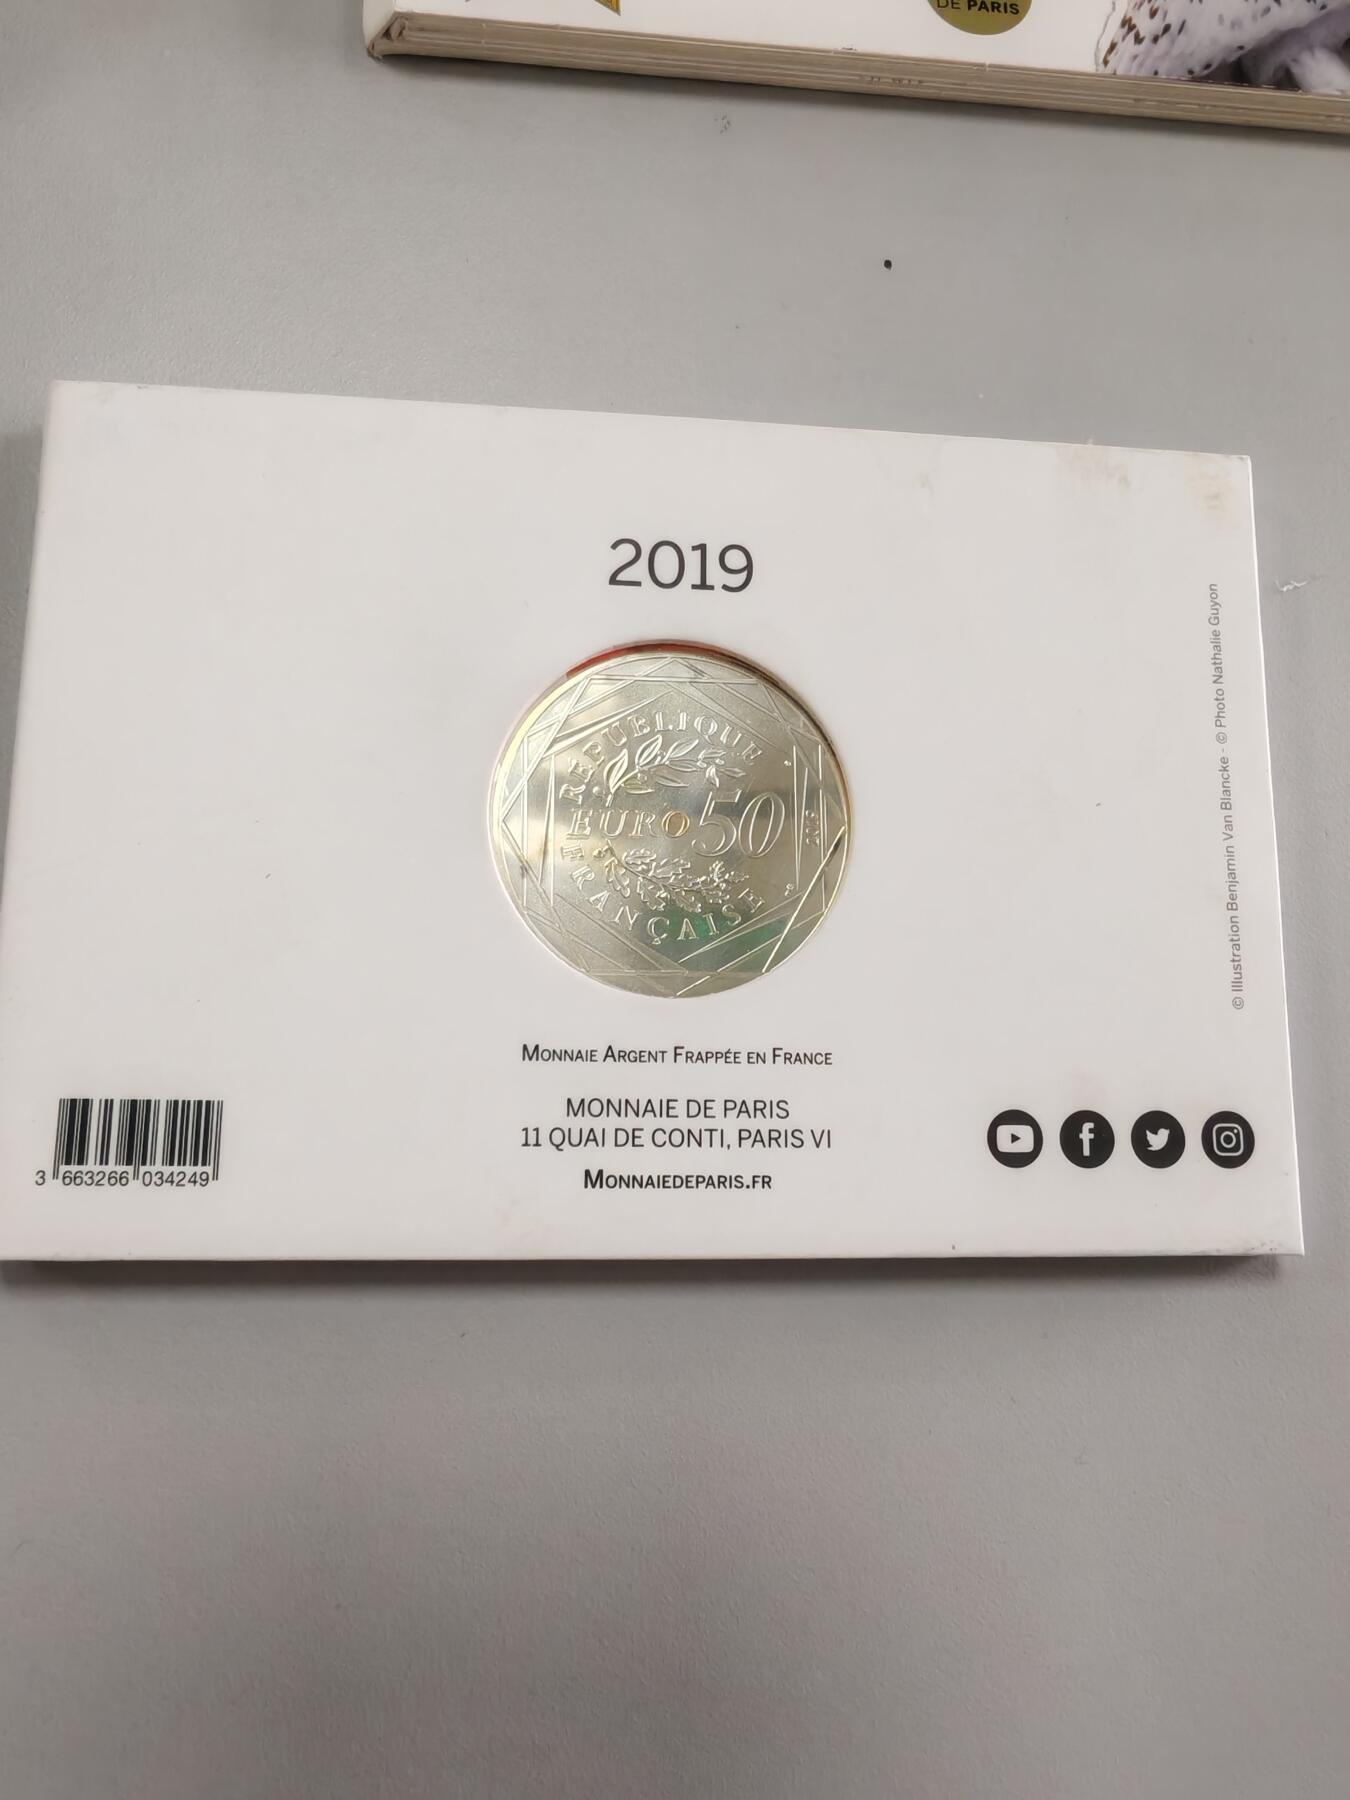 DE PARIS
2019
RÉPUBLIQUE
EURO 50
2019
FRANÇAISE
MONNAIE ARGENT FRAPPÉE EN FRANCE
MONNAIE DE PARIS
11 QUAI DE CONTI, PARIS VI
MONNAIEDEPARIS.FR
3 663266 034249
© Illustration Benjamin Van Blancke - © Photo Nathalie Guyon